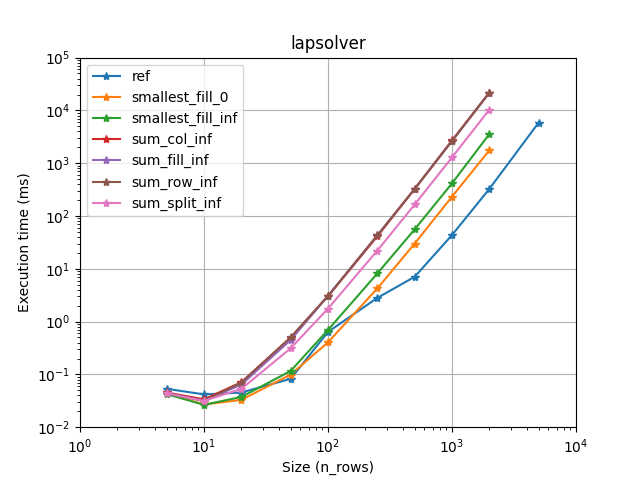 lapsolver
10^5
10^4
10^3
10^2
10^1
10^0
10^−1
10^−2
Execution time (ms)
ref
smallest_fill_0
smallest_fill_inf
sum_col_inf
sum_fill_inf
sum_row_inf
sum_split_inf
10^0 10^1 10^2 10^3 10^4
Size (n_rows)